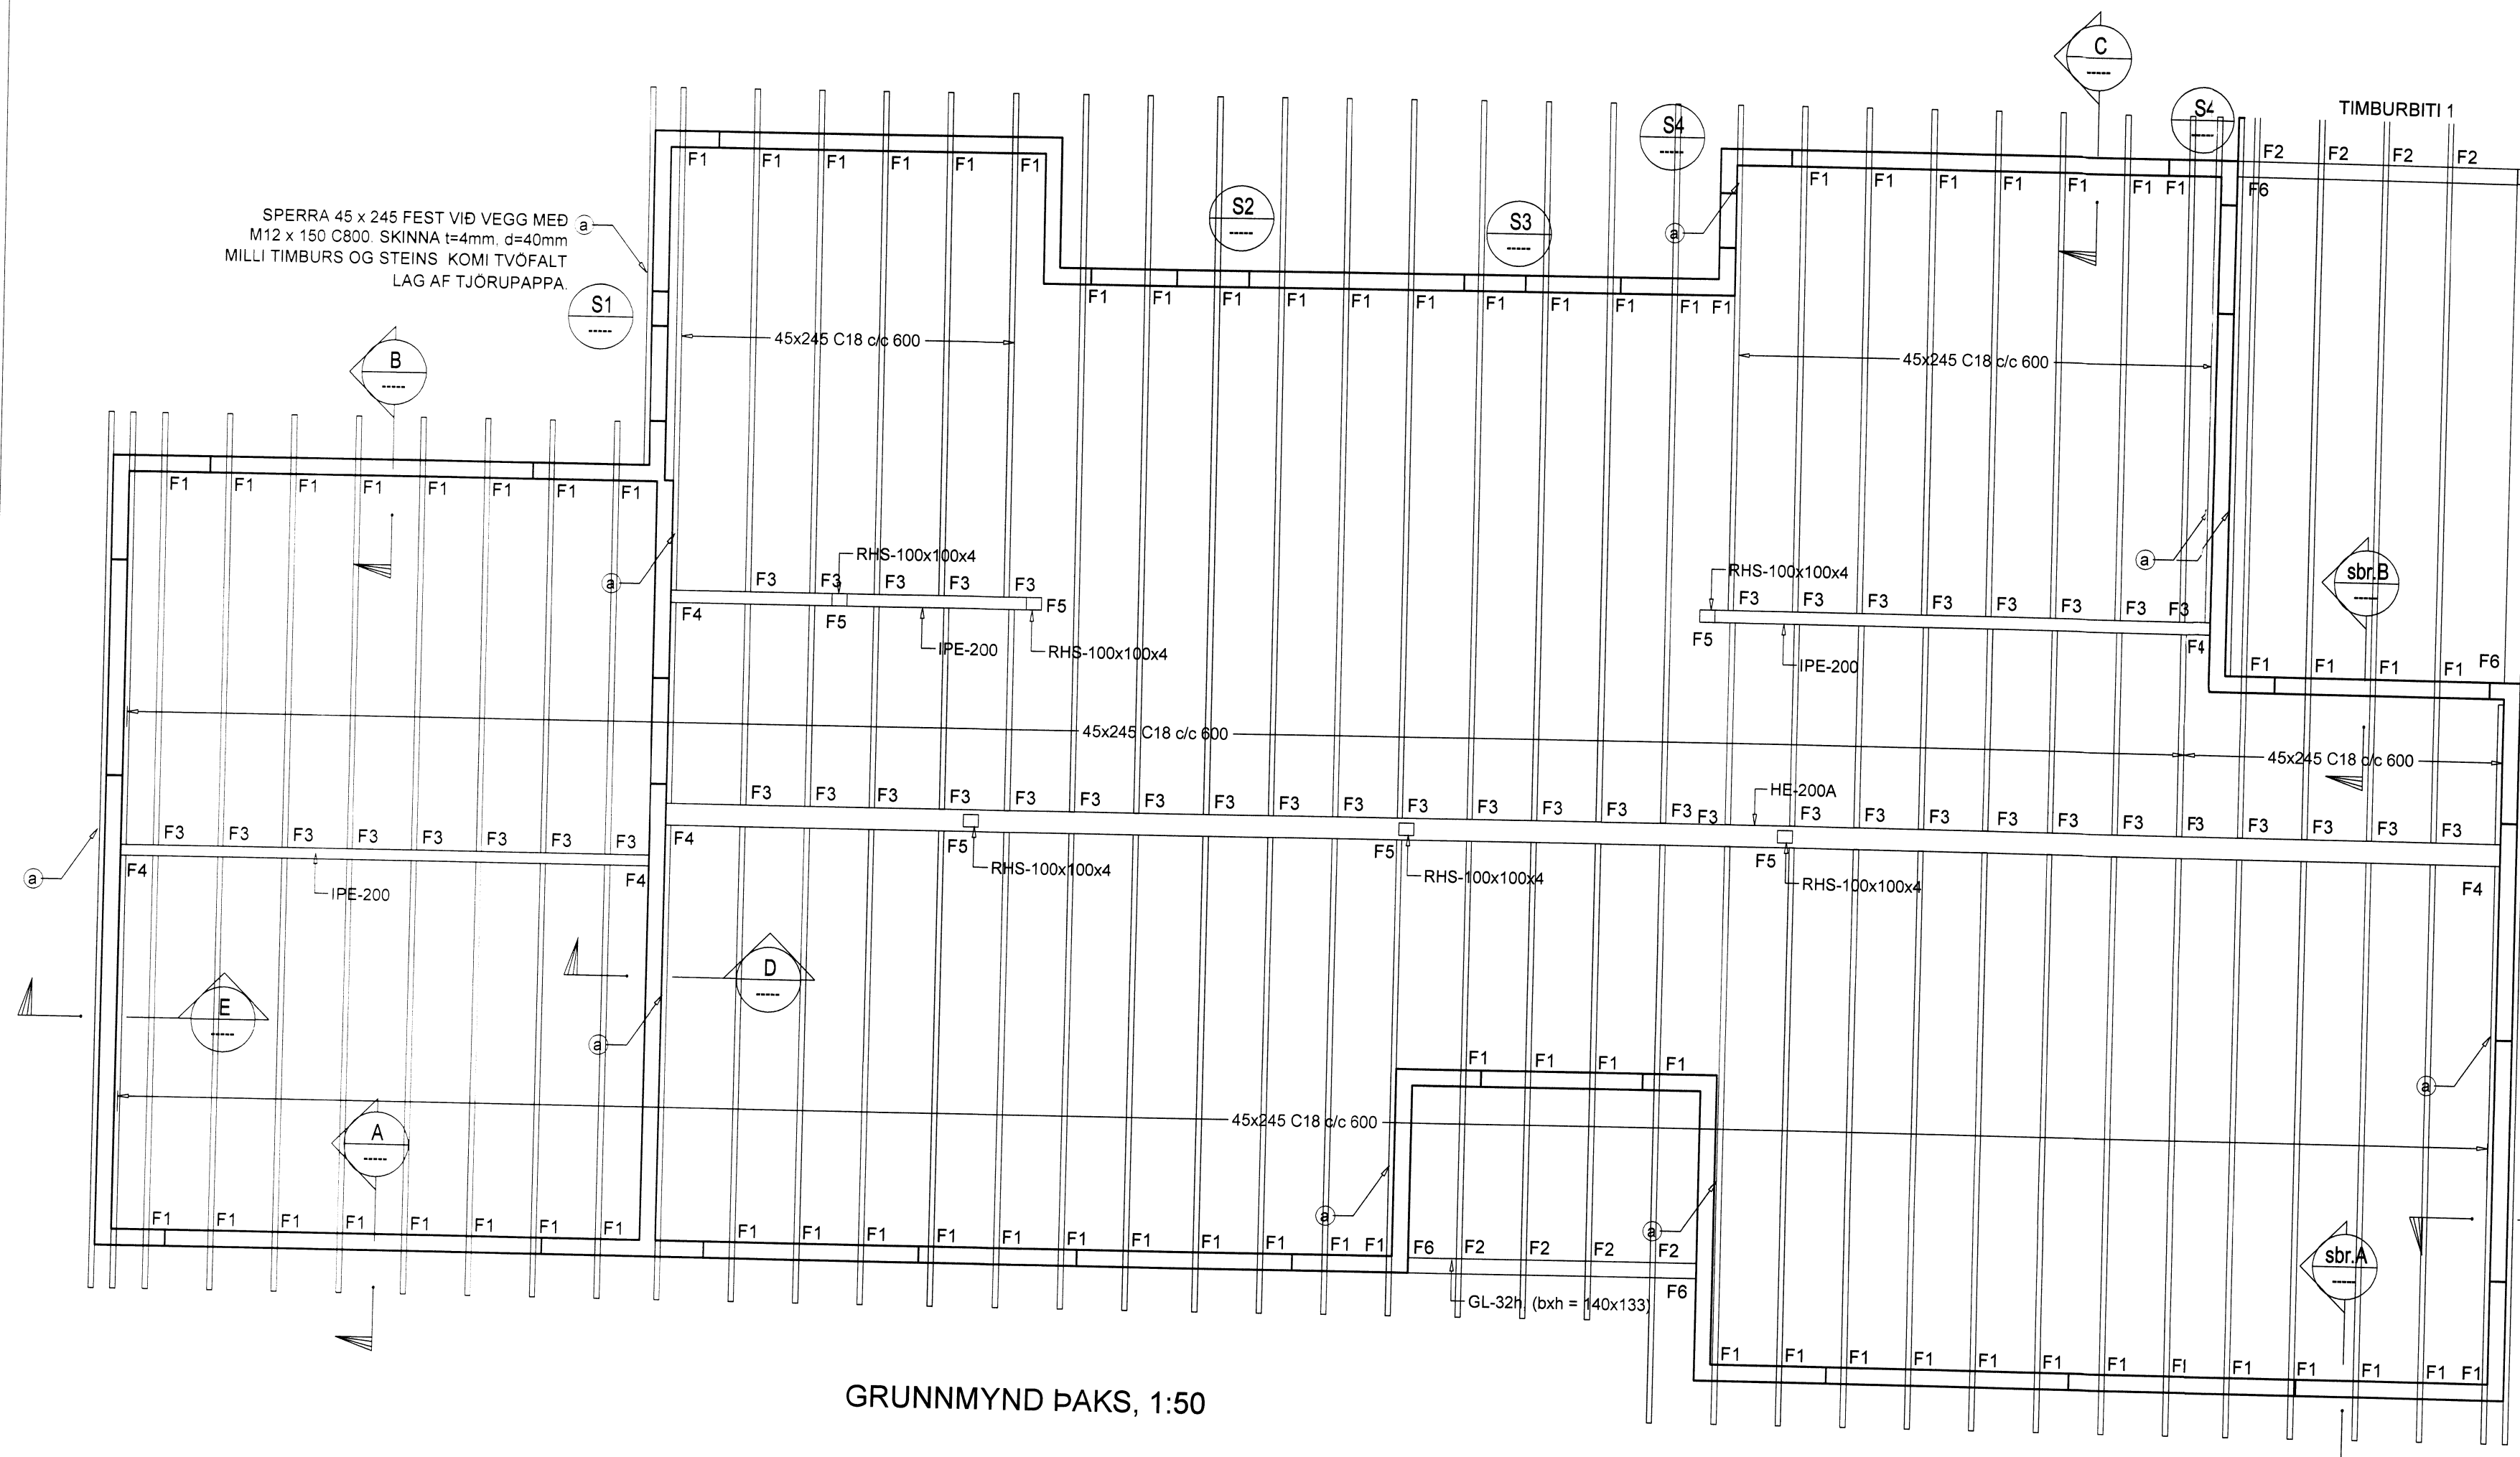 C
-----
S4
-----
S4
-----
TIMBURBITI 1
F2 F2 F2 F2
F1 F1 F1 F1 F1 F1
F1 F1 F1 F1 F1 F1 F1
F6
SPERRA 45 x 245 FEST VIÐ VEGG MEÐ a
M12 x 150 C800. SKINNA t=4mm, d=40mm
MILLI TIMBURS OG STEINS KOMI TVÖFALT
LAG AF TJÖRUPAPPA.
S1
-----
S2
-----
S3
-----
a
F1 F1 F1 F1 F1 F1 F1 F1 F1 F1 F1
45x245 C18 c/c 600
45x245 C18 c/c 600
B
-----
F1 F1 F1 F1 F1 F1 F1 F1
a
RHS-100x100x4
F3 F3 F3 F3 F3
F4
F5
F5
IPE-200
RHS-100x100x4
RHS-100x100x4
a
sbr.B
-----
F3 F3 F3 F3 F3 F3 F3 F3
F5
F4
IPE-200
F1 F1 F1 F1 F6
45x245 C18 c/c 600
45x245 C18 c/c 600
HE-200A
F3 F3 F3 F3 F3 F3 F3 F3 F3 F3 F3 F3 F3 F3 F3 F3 F3 F3 F3 F3 F3 F3 F3 F3 F3 F3 F3
F3 F3 F3 F3 F3 F3 F3 F3
F4
F4
IPE-200
a
F4
F5
RHS-100x100x4
F5
RHS-100x100x4
F5
RHS-100x100x4
F4
E
-----
D
-----
a
F1 F1 F1 F1
a
45x245 C18 c/c 600
A
-----
a
a
F1 F1 F1 F1 F1 F1 F1 F1
F1 F1 F1 F1 F1 F1 F1 F1 F1 F1 F1
F6 F2 F2 F2 F2
F6
GL-32h, (bxh = 140x133)
sbr.A
-----
F1 F1 F1 F1 F1 F1 F1 F1 F1 F1 F1 F1 F1
GRUNNMYND ÞAKS, 1:50